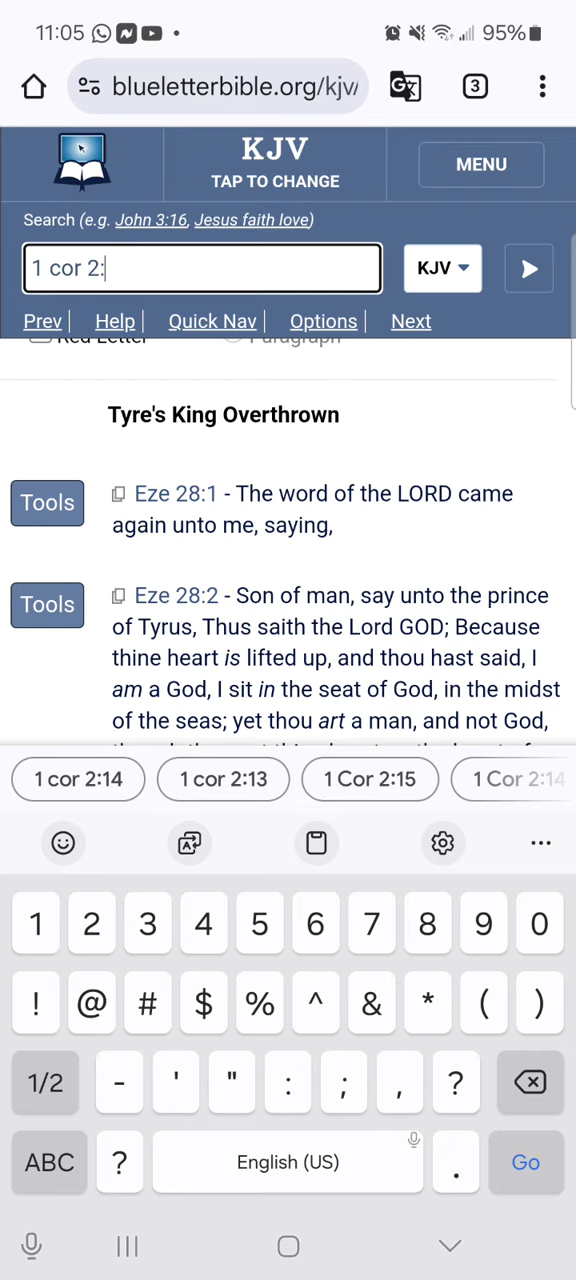 11:05 95%
blueletterbible.org/kjv/ 3
KJV
TAP TO CHANGE
MENU
Search (e.g. John 3:16, Jesus faith love)
1 cor 2: KJV
Prev Help Quick Nav Options Next
Red Letter Paragraph
Tyre's King Overthrown
Tools Eze 28:1 - The word of the LORD came
again unto me, saying,
Tools Eze 28:2 - Son of man, say unto the prince
of Tyrus, Thus saith the Lord GOD; Because
thine heart is lifted up, and thou hast said, I
am a God, I sit in the seat of God, in the midst
of the seas; yet thou art a man, and not God,
1 cor 2:14 1 cor 2:13 1 Cor 2:15 1 Cor 2:14
1 2 3 4 5 6 7 8 9 0
! @ # $ % ^ & * ( )
1/2 - ' " : ; , ?
ABC ? English (US) . Go